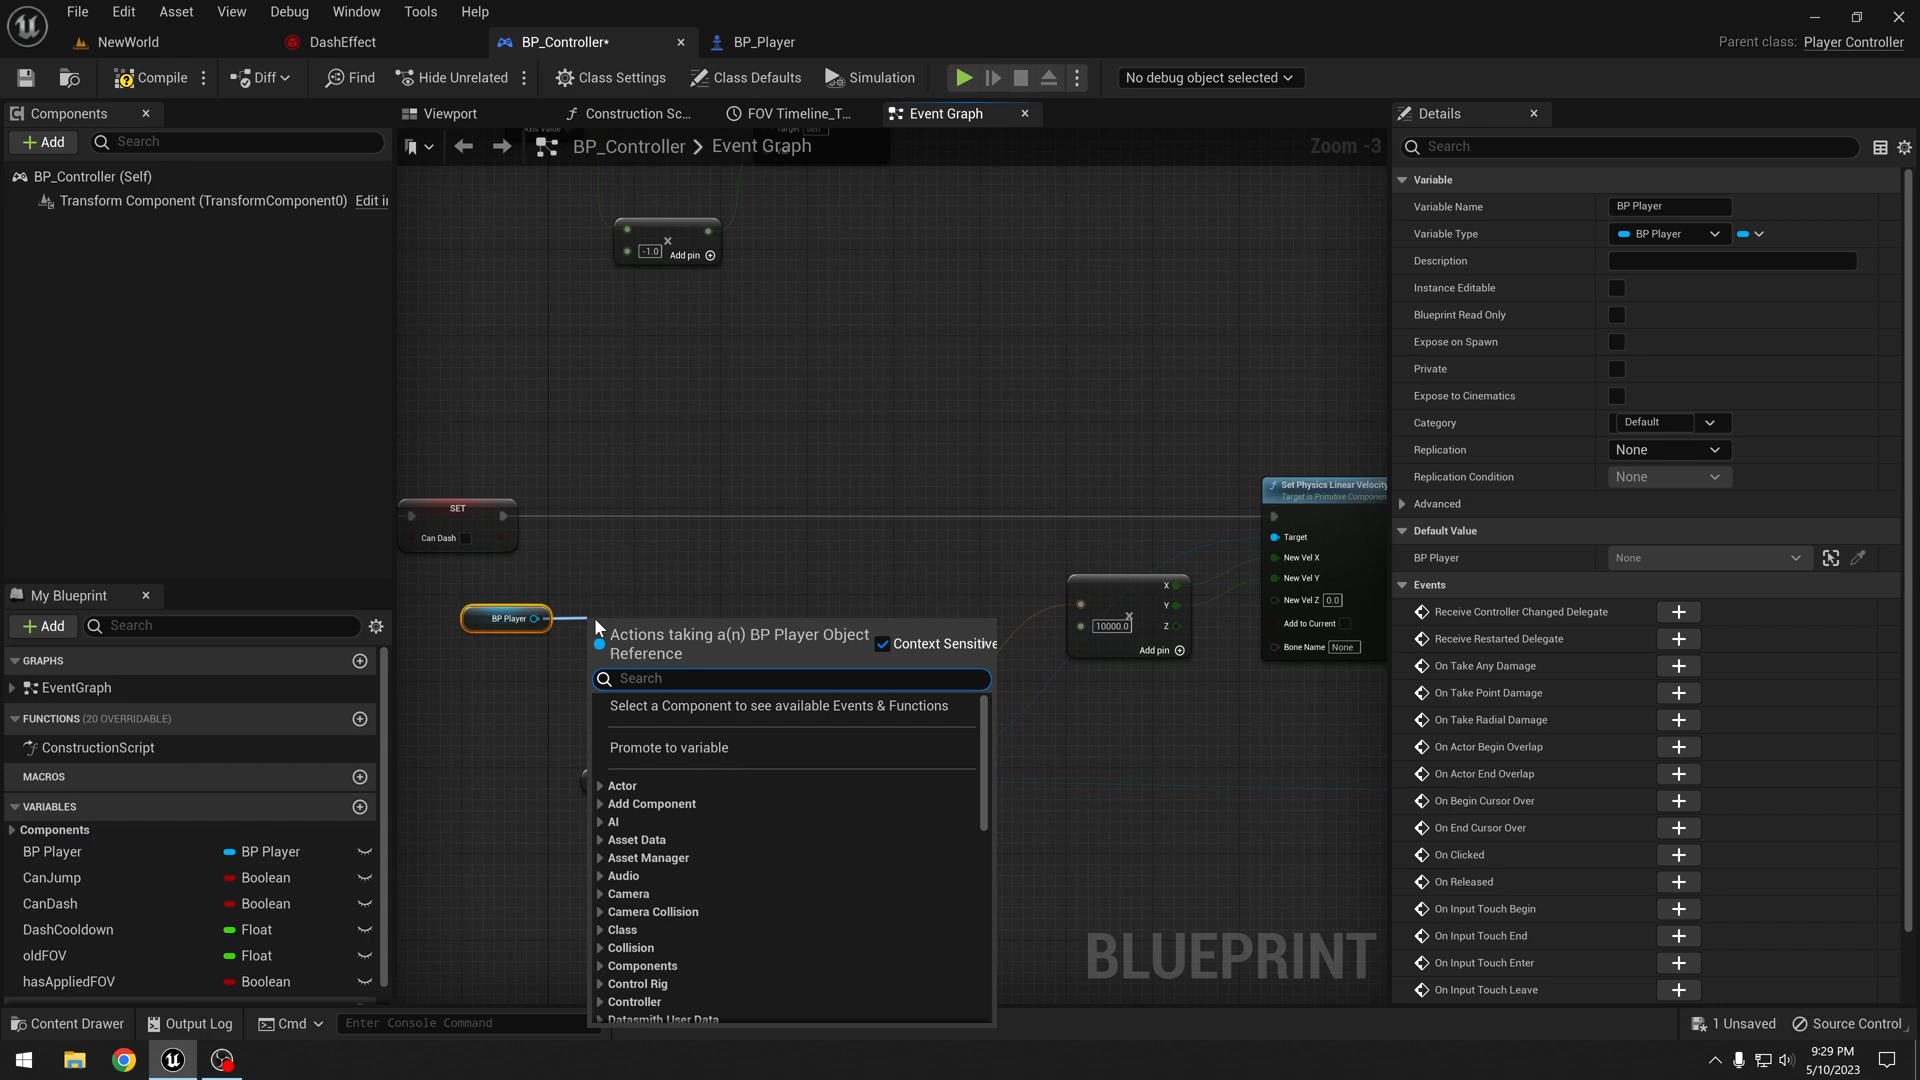 File Edit Asset View Debug Window Tools Help
NewWorld DashEffect BP_Controller* BP_Player Parent class: Player Controller
Compile Diff Find Hide Unrelated Class Settings Class Defaults Simulation No debug object selected
Components Viewport Construction Sc... FOV Timeline_T... Event Graph Details
Add Search BP_Controller Event Graph Zoom -3 Search
BP_Controller (Self)
Transform Component (TransformComponent0) Edit in
Variable
Variable Name BP Player
Variable Type BP Player
Description
Instance Editable
Blueprint Read Only
Expose on Spawn
Private
Expose to Cinematics
Category Default
Replication None
Replication Condition None
Advanced
Default Value
BP Player None
Events
Receive Controller Changed Delegate
Receive Restarted Delegate
On Take Any Damage
On Take Point Damage
On Take Radial Damage
On Actor Begin Overlap
On Actor End Overlap
On Begin Cursor Over
On End Cursor Over
On Clicked
On Released
On Input Touch Begin
On Input Touch End
On Input Touch Enter
On Input Touch Leave
-1.0 Add pin
SET
Can Dash
BP Player
X
Y
10000.0 Z
Add pin
Set Physics Linear Velocity
Target is Primitive Component
Target
New Vel X
New Vel Y
New Vel Z 0.0
Add to Current
Bone Name None
Actions taking a(n) BP Player Object
Reference
Context Sensitive
Search
Select a Component to see available Events & Functions
Promote to variable
Actor
Add Component
AI
Asset Data
Asset Manager
Audio
Camera
Camera Collision
Class
Collision
Components
Control Rig
Controller
Datasmith User Data
BLUEPRINT
My Blueprint
Add Search
GRAPHS
EventGraph
FUNCTIONS (20 OVERRIDABLE)
ConstructionScript
MACROS
VARIABLES
Components
BP Player BP Player
CanJump Boolean
CanDash Boolean
DashCooldown Float
oldFOV Float
hasAppliedFOV Boolean
Content Drawer Output Log Cmd Enter Console Command 1 Unsaved Source Control
9:29 PM
5/10/2023